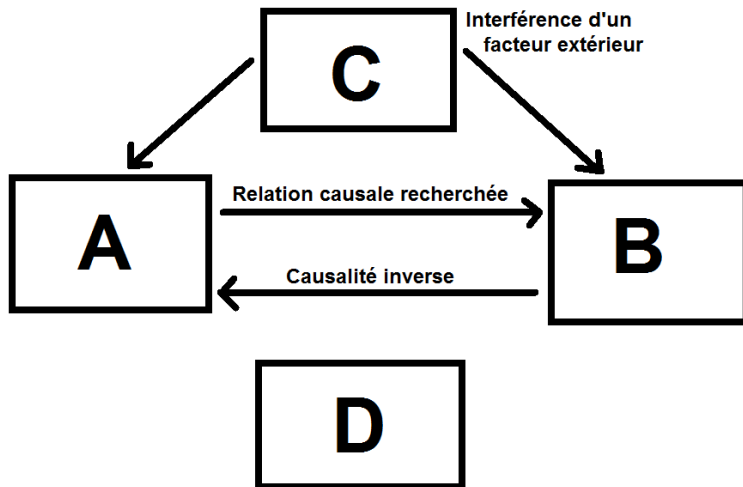 Interférence d'un
facteur extérieur
C
Relation causale recherchée
A
B
Causalité inverse
D